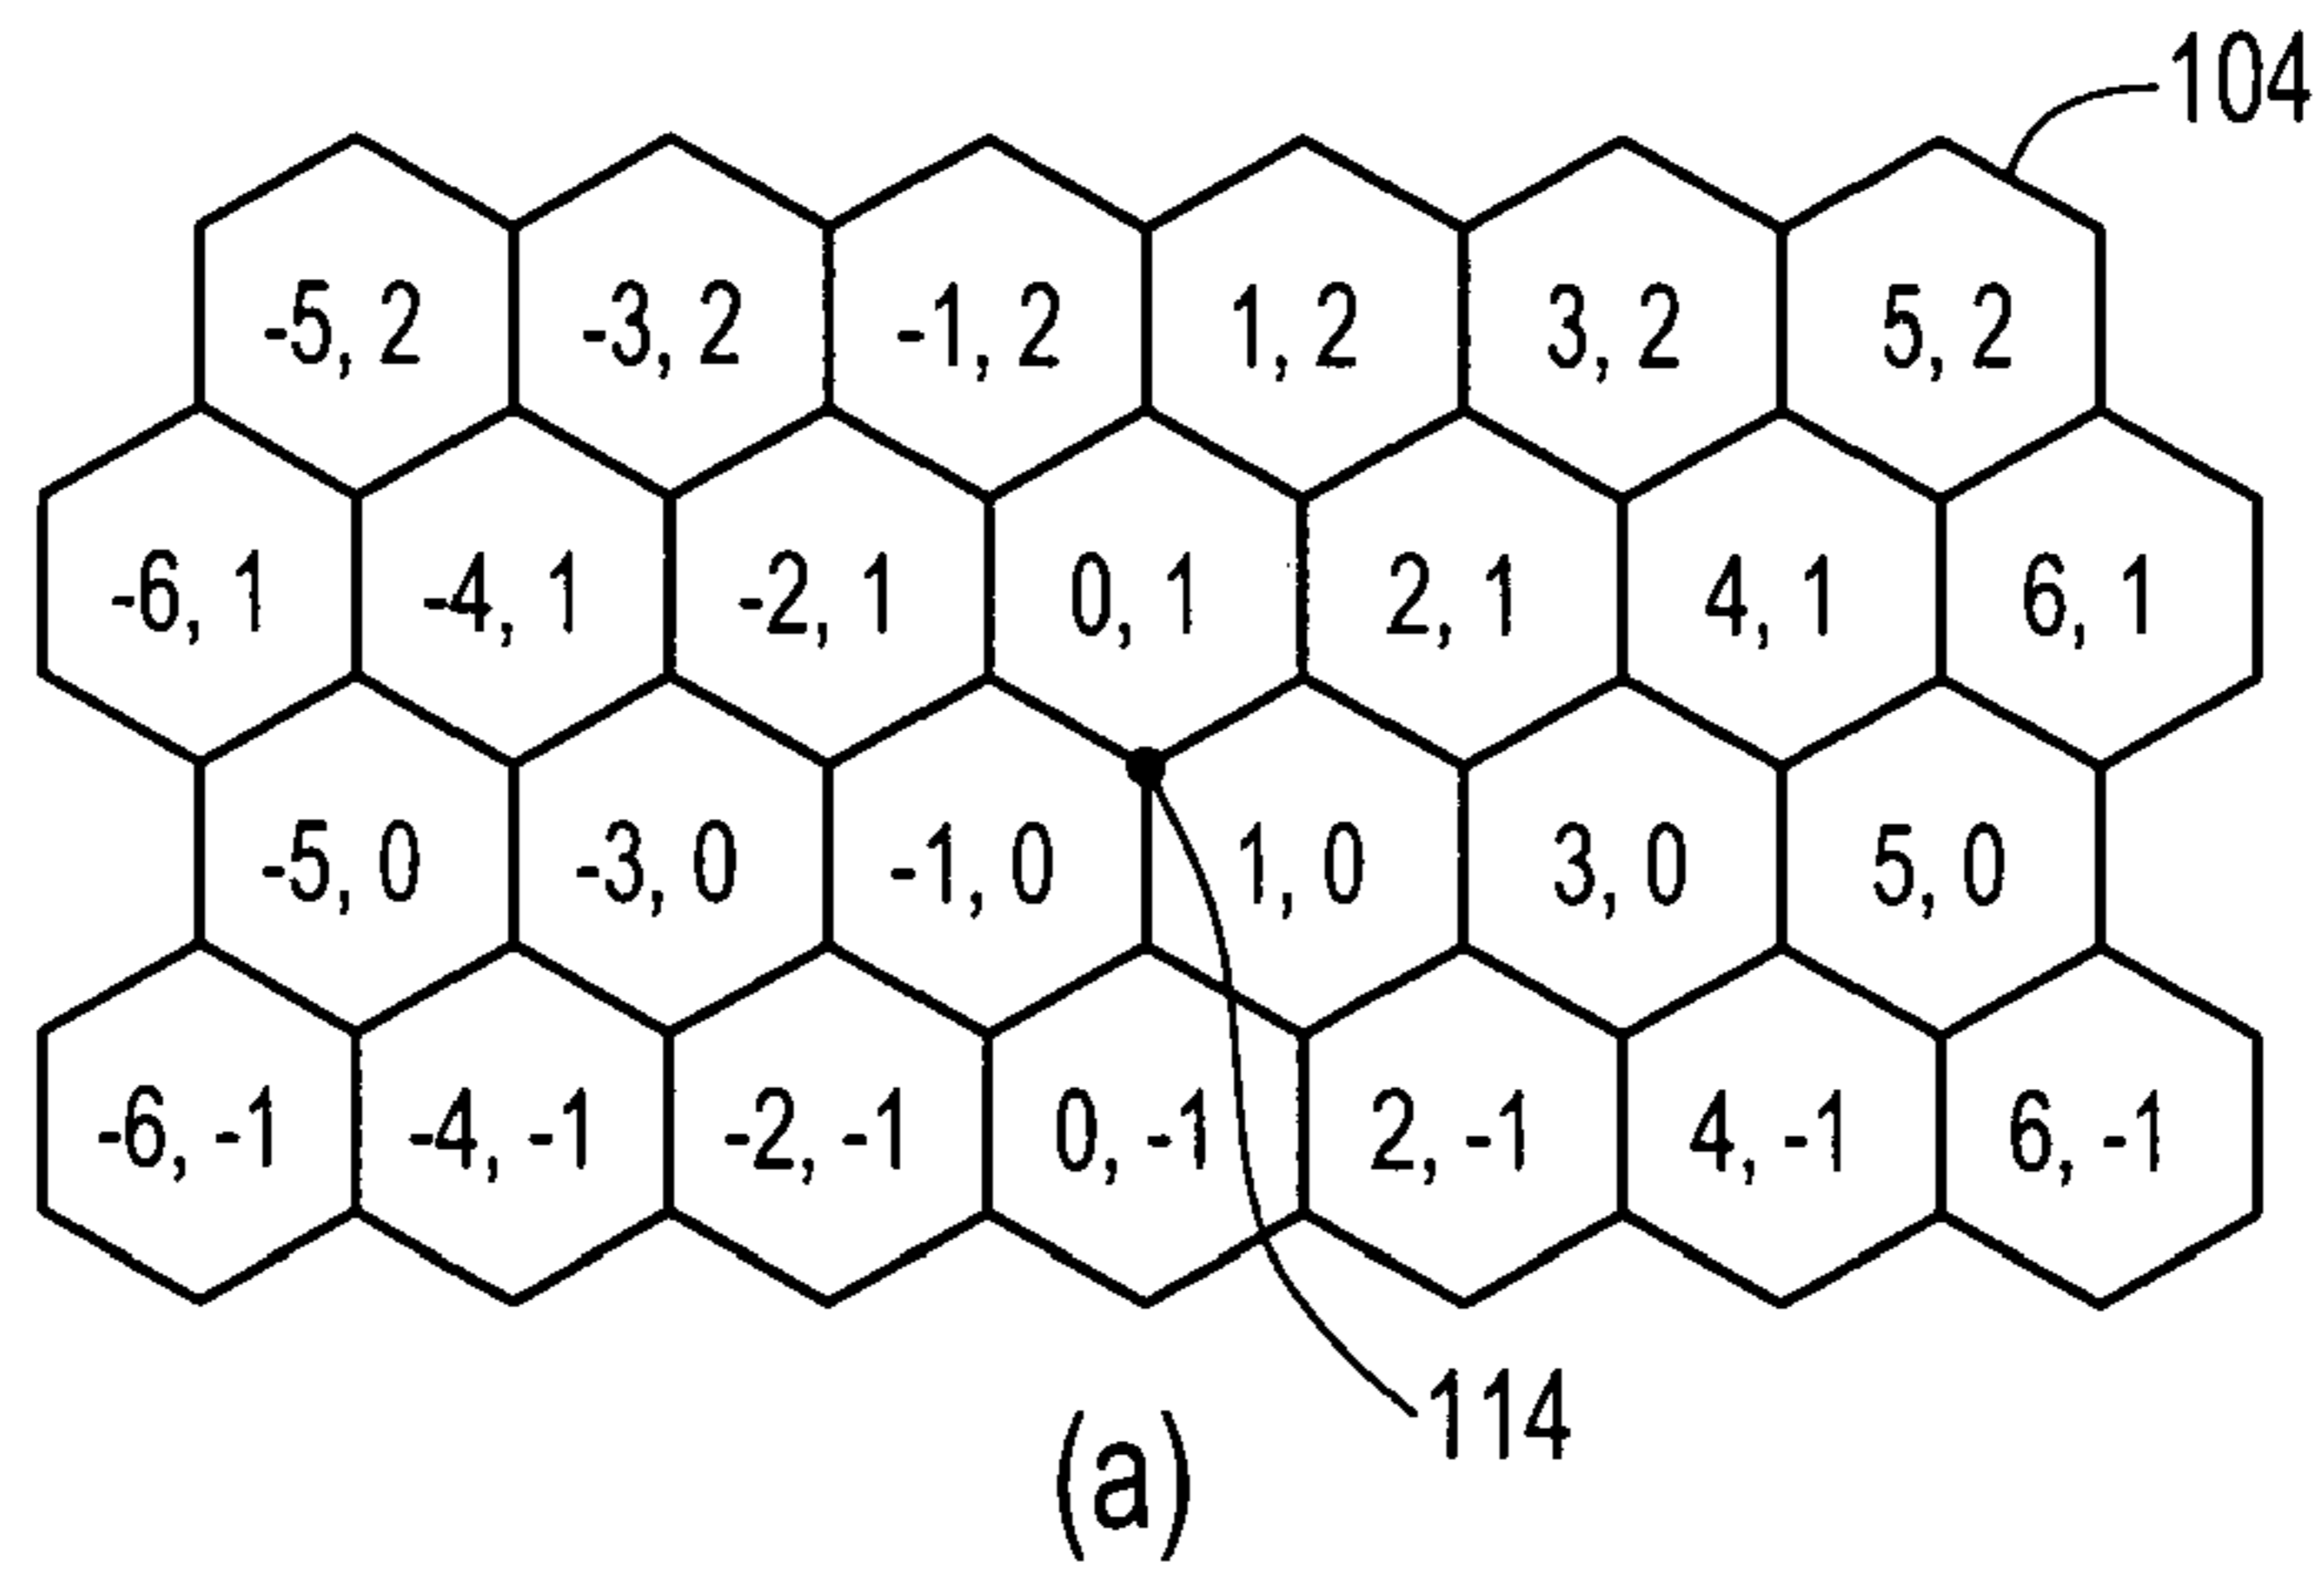 104
-5, 2 -3, 2 -1, 2 1, 2 3, 2 5, 2
-6, 1 -4, 1 -2, 1 0, 1 2, 1 4, 1 6, 1
-5, 0 -3, 0 -1, 0 1, 0 3, 0 5, 0
-6, -1 -4, -1 -2, -1 0, -1 2, -1 4, -1 6, -1
114
(a)